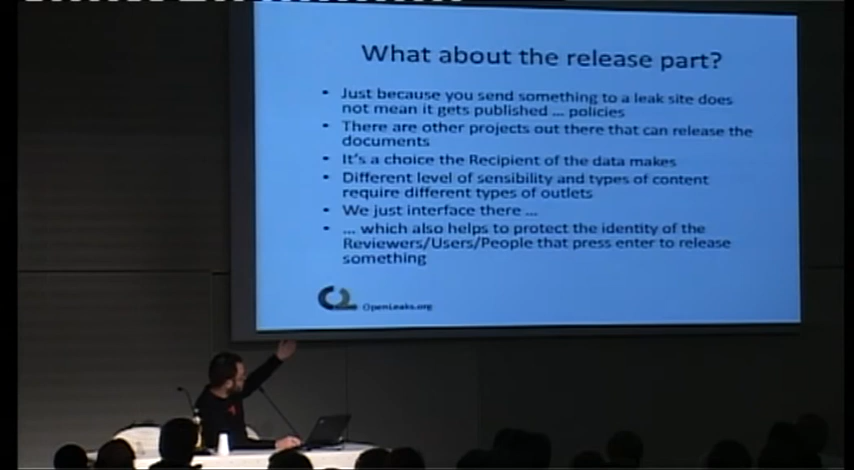 What about the release part?
• Just because you send something to a leak site does
not mean it gets published ... policies
• There are other projects out there that can release the
documents
• It's a choice the Recipient of the data makes
• Different level of sensibility and types of content
require different types of outlets
• We just interface there ...
• ... which also helps to protect the identity of the
Reviewers/Users/People that press enter to release
something
OpenLeaks.org